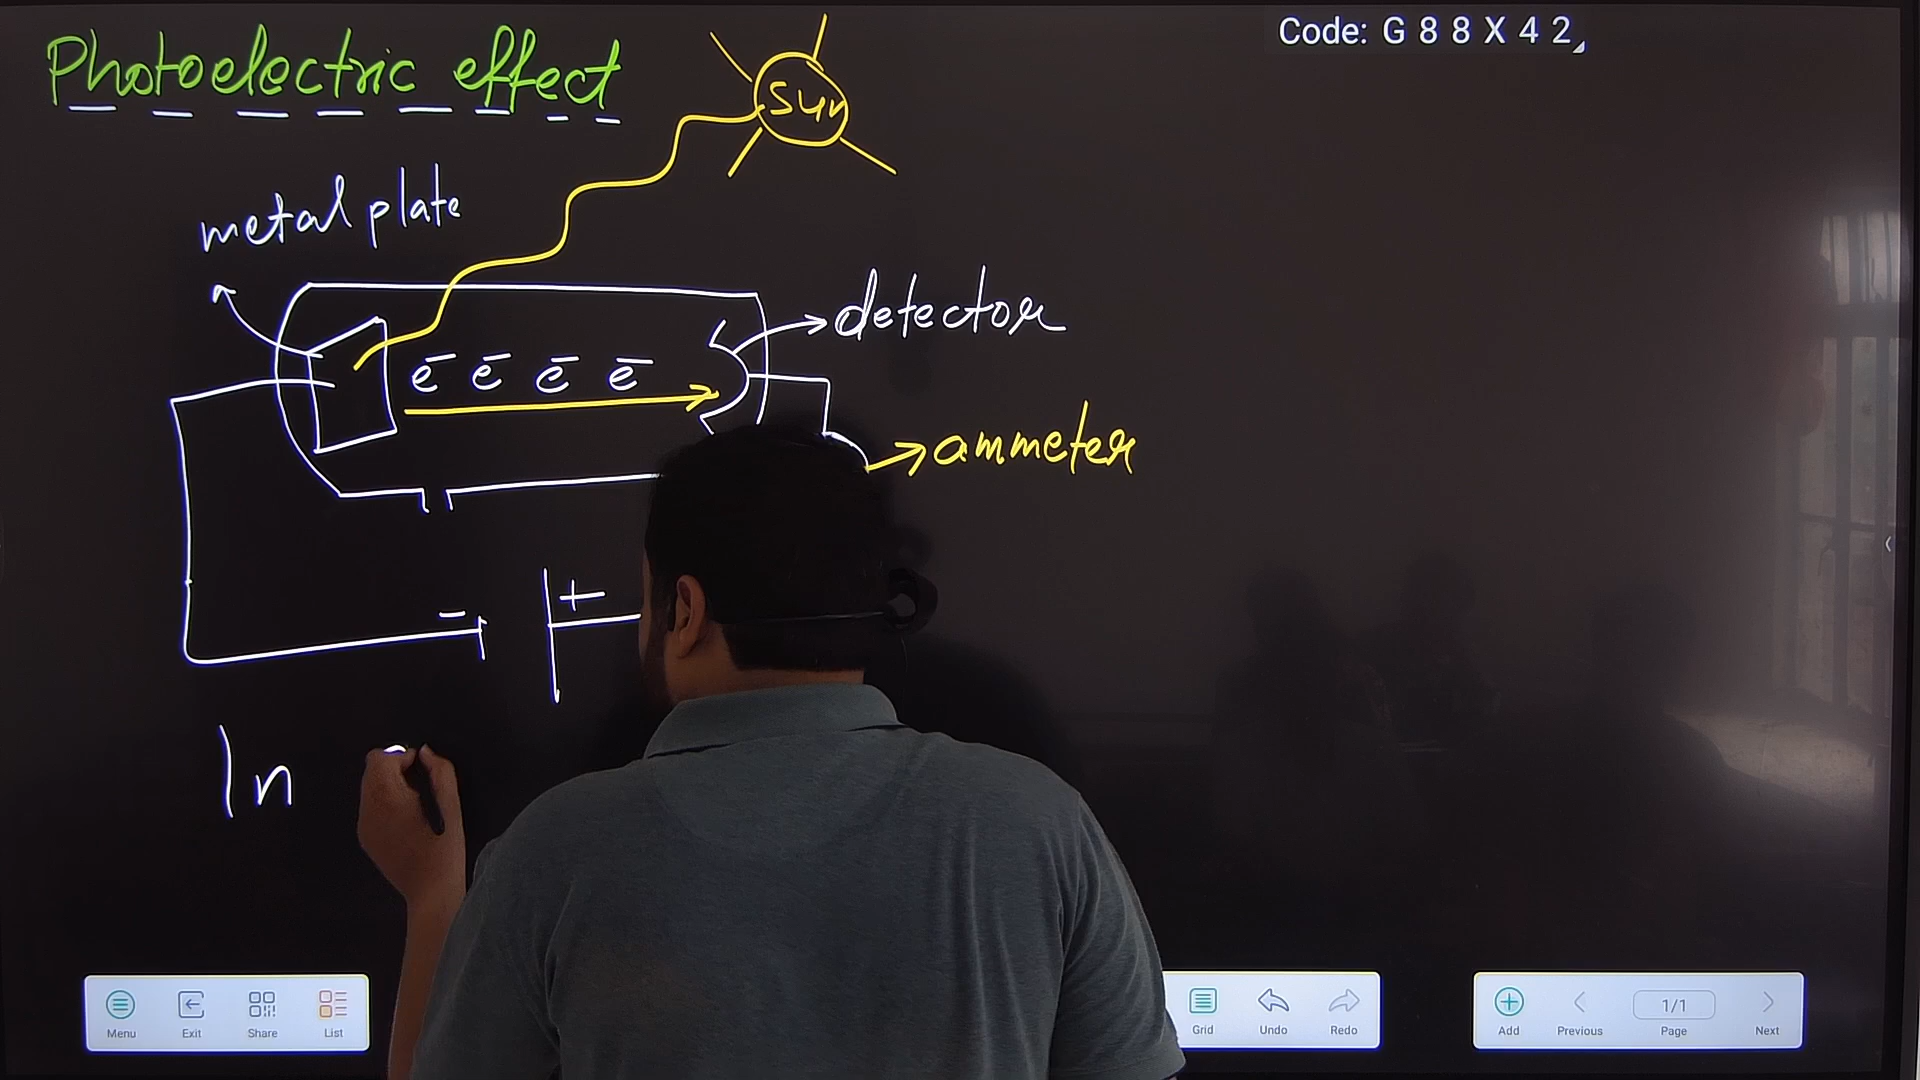 Photoelectric effect
Code: G 8 8 X 4 2
sun
metal plate
detector
e⁻ e⁻ e⁻ e⁻
ammeter
- +
In
Menu Exit Share List Grid Undo Redo Add Previous 1/1 Page Next